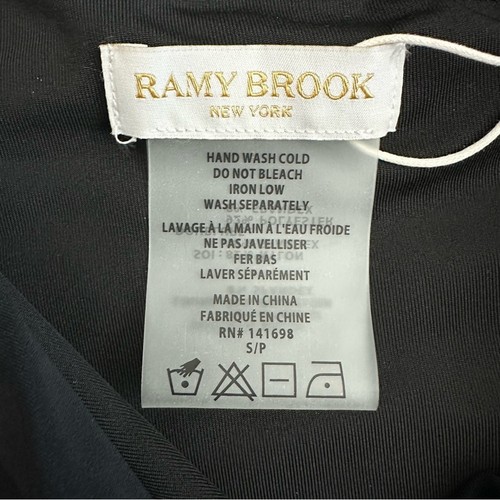 RAMY BROOK
NEW YORK
HAND WASH COLD
DO NOT BLEACH
IRON LOW
WASH SEPARATELY
LAVAGE À LA MAIN À L'EAU FROIDE
NE PAS JAVELLISER
FER BAS
LAVER SÉPARÉMENT
MADE IN CHINA
FABRIQUÉ EN CHINE
RN# 141698
S/P